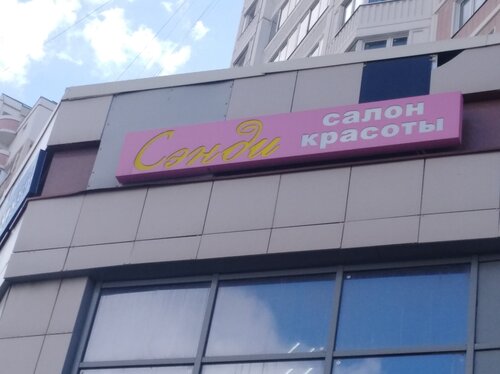 Сэнди
салон
красоты